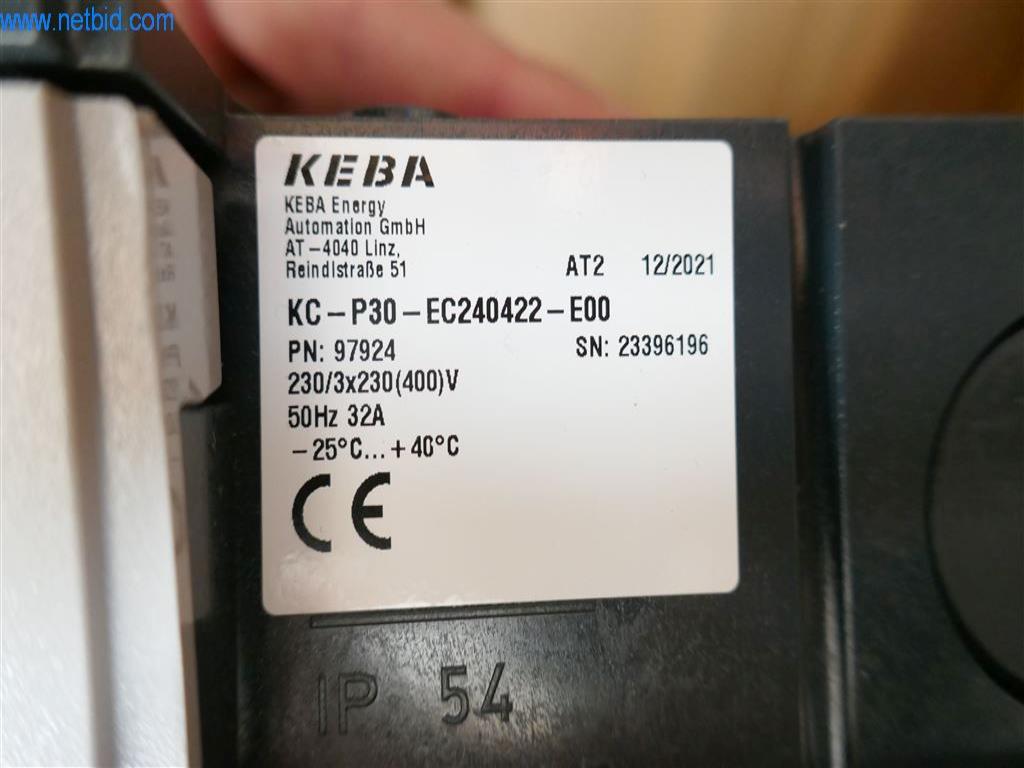 www.netbid.com
KEBA
KEBA Energy
Automation GmbH
AT-4040 Linz,
Reindlstraße 51
AT2 12/2021
KC-P30-EC240422-E00
PN: 97924 SN: 23396196
230/3x230(400)V
50Hz 32A
-25°C...+40°C
CE
IP 54